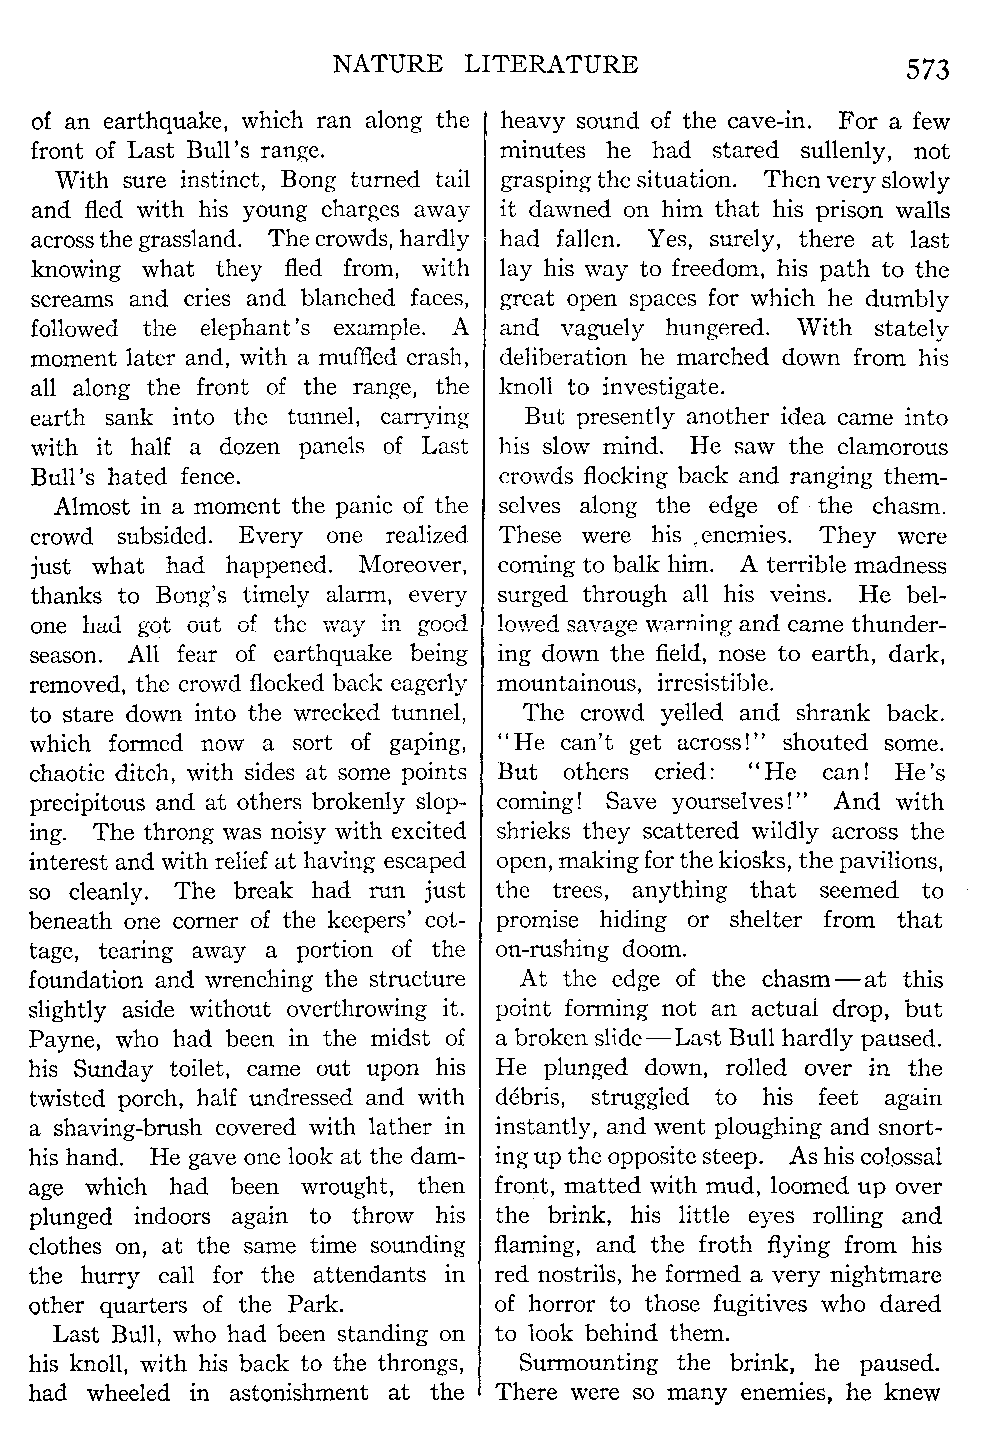 NATURE LITERATURE
573
of an earthquake, which ran along the
front of Last Bull's range.
With sure instinct, Bong turned tail
and fled with his young charges away
across the grassland. The crowds, hardly
knowing what they fled from, with
screams and cries and blanched faces,
followed the elephant's example. A
moment later and, with a muffled crash,
all along the front of the range, the
earth sank into the tunnel, carrying
with it half a dozen panels of Last
Bull's hated fence.
Almost in a moment the panic of the
crowd subsided. Every one realized
just what had happened. Moreover,
thanks to Bong's timely alarm, every
one had got out of the way in good
season. All fear of earthquake being
removed, the crowd flocked back eagerly
to stare down into the wrecked tunnel,
which formed now a sort of gaping,
chaotic ditch, with sides at some points
precipitous and at others brokenly slop-
ing. The throng was noisy with excited
interest and with relief at having escaped
so cleanly. The break had run just
beneath one corner of the keepers' cot-
tage, tearing away a portion of the
foundation and wrenching the structure
slightly aside without overthrowing it.
Payne, who had been in the midst of
his Sunday toilet, came out upon his
twisted porch, half undressed and with
a shaving-brush covered with lather in
his hand. He gave one look at the dam-
age which had been wrought, then
plunged indoors again to throw his
clothes on, at the same time sounding
the hurry call for the attendants in
other quarters of the Park.
Last Bull, who had been standing on
his knoll, with his back to the throngs,
had wheeled in astonishment at the
heavy sound of the cave-in. For a few
minutes he had stared sullenly, not
grasping the situation. Then very slowly
it dawned on him that his prison walls
had fallen. Yes, surely, there at last
lay his way to freedom, his path to the
great open spaces for which he dumbly
and vaguely hungered. With stately
deliberation he marched down from his
knoll to investigate.
But presently another idea came into
his slow mind. He saw the clamorous
crowds flocking back and ranging them-
selves along the edge of the chasm.
These were his enemies. They were
coming to balk him. A terrible madness
surged through all his veins. He bel-
lowed savage warning and came thunder-
ing down the field, nose to earth, dark,
mountainous, irresistible.
The crowd yelled and shrank back.
"He can't get across!" shouted some.
But others cried: "He can! He's
coming! Save yourselves!" And with
shrieks they scattered wildly across the
open, making for the kiosks, the pavilions,
the trees, anything that seemed to
promise hiding or shelter from that
on-rushing doom.
At the edge of the chasm—at this
point forming not an actual drop, but
a broken slide—Last Bull hardly paused.
He plunged down, rolled over in the
débris, struggled to his feet again
instantly, and went ploughing and snort-
ing up the opposite steep. As his colossal
front, matted with mud, loomed up over
the brink, his little eyes rolling and
flaming, and the froth flying from his
red nostrils, he formed a very nightmare
of horror to those fugitives who dared
to look behind them.
Surmounting the brink, he paused.
There were so many enemies, he knew